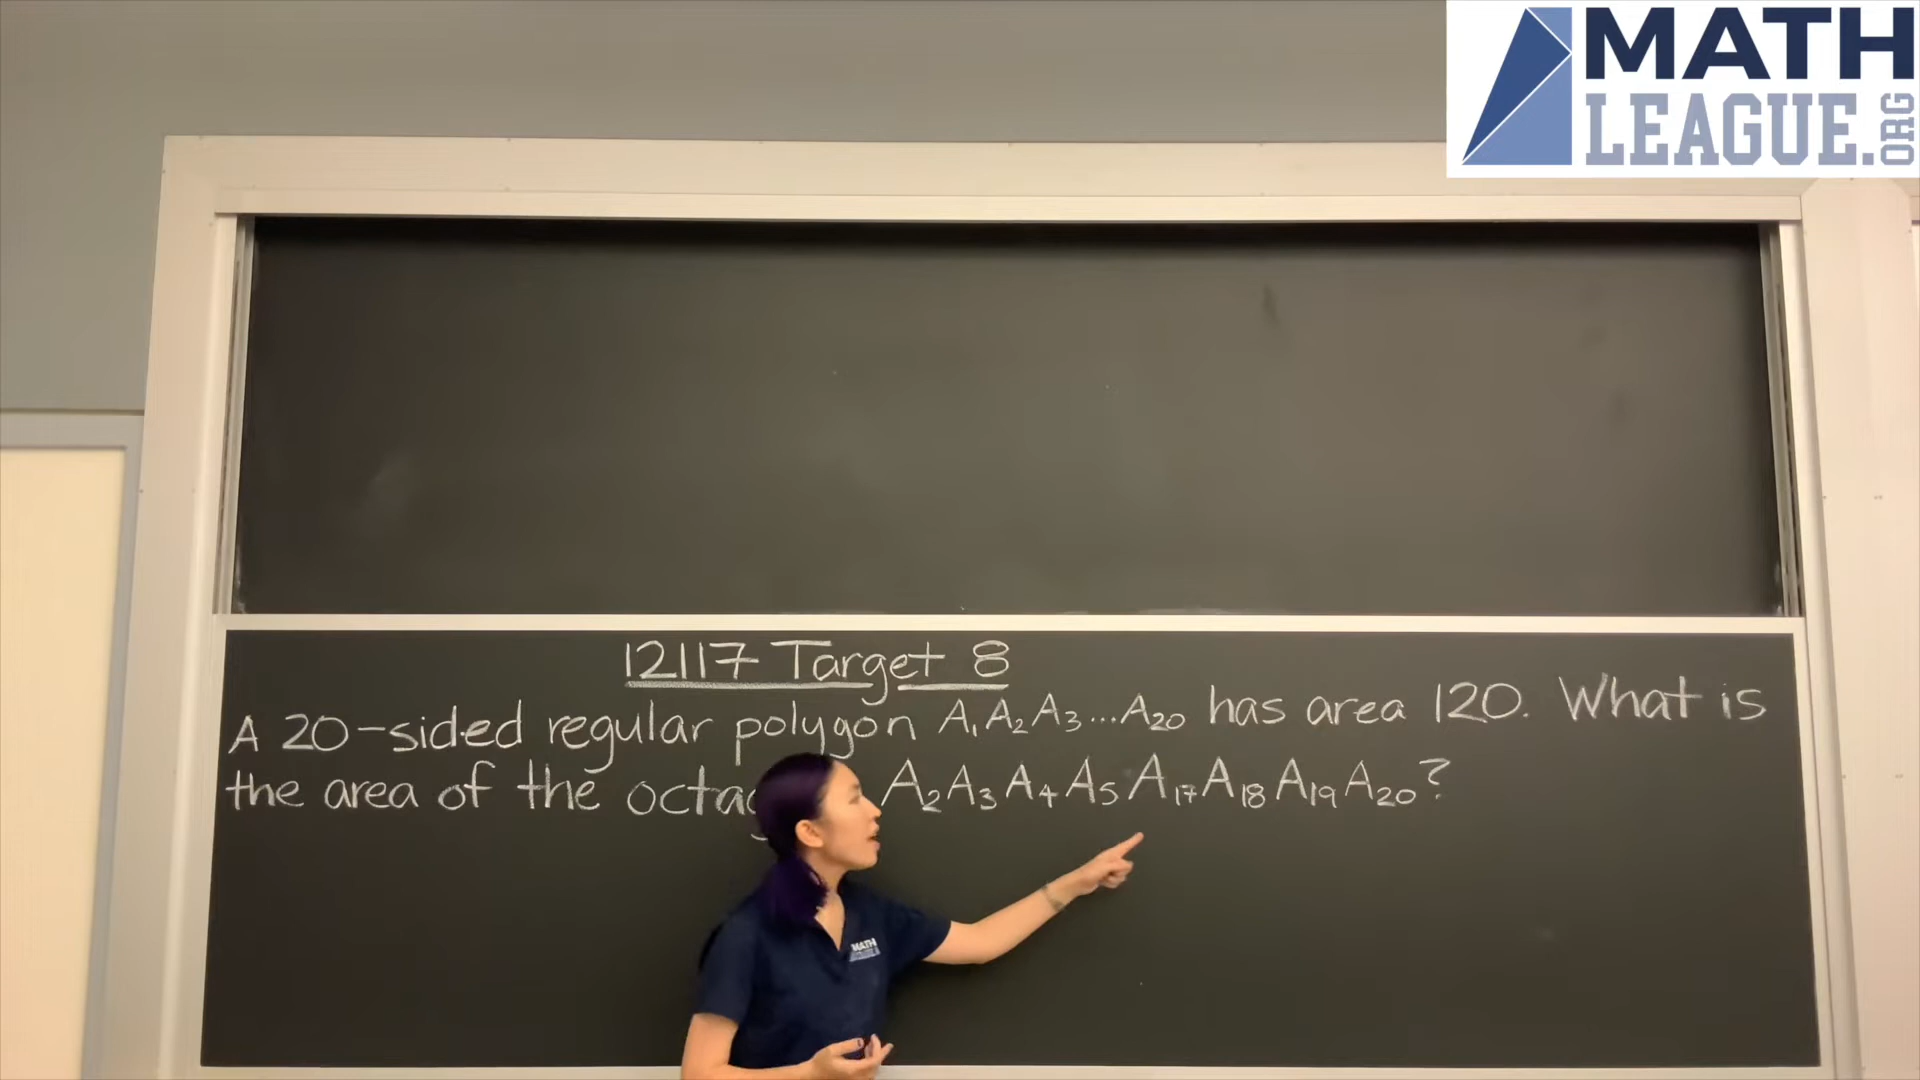 MATH
LEAGUE.ORG
12117 Target 8
A 20-sided regular polygon A₁A₂A₃...A₂₀ has area 120. What is
the area of the A₂A₃A₄A₅A₁₇A₁₈A₁₉A₂₀?
MATH